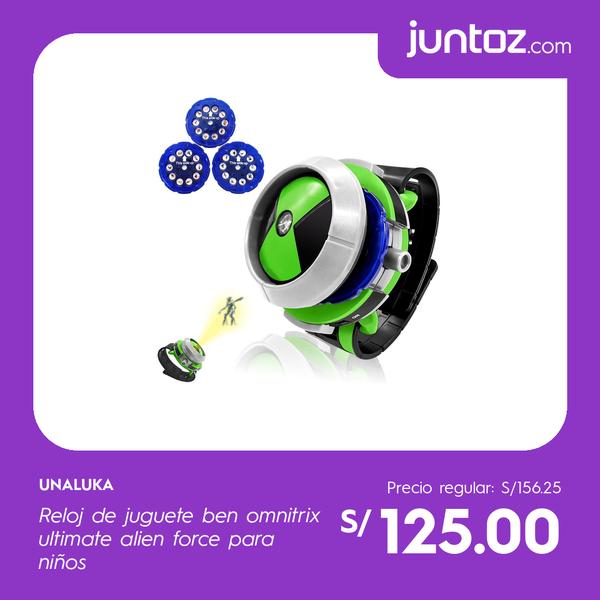 juntoz.com
UNALUKA
Reloj de juguete ben omnitrix
ultimate alien force para
niños
Precio regular: S/156.25
S/125.00